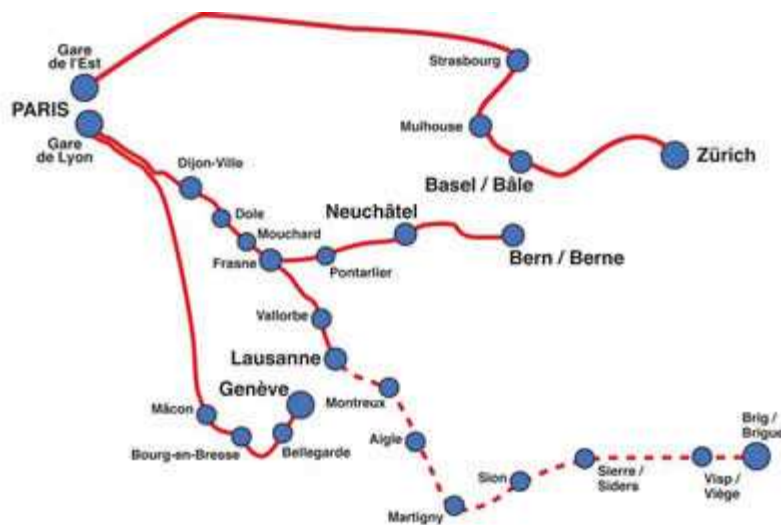 Gare
de l'Est
PARIS
Gare
de Lyon
Strasbourg
Mulhouse
Basel / Bâle
Zürich
Dijon-Ville
Dole
Mouchard
Frasne
Neuchâtel
Pontarlier
Bern / Berne
Vallorbe
Lausanne
Genève
Mâcon
Bourg-en-Bresse
Bellegarde
Montreux
Aigle
Martigny
Sion
Sierre /
Siders
Visp /
Viège
Brig /
Brigue